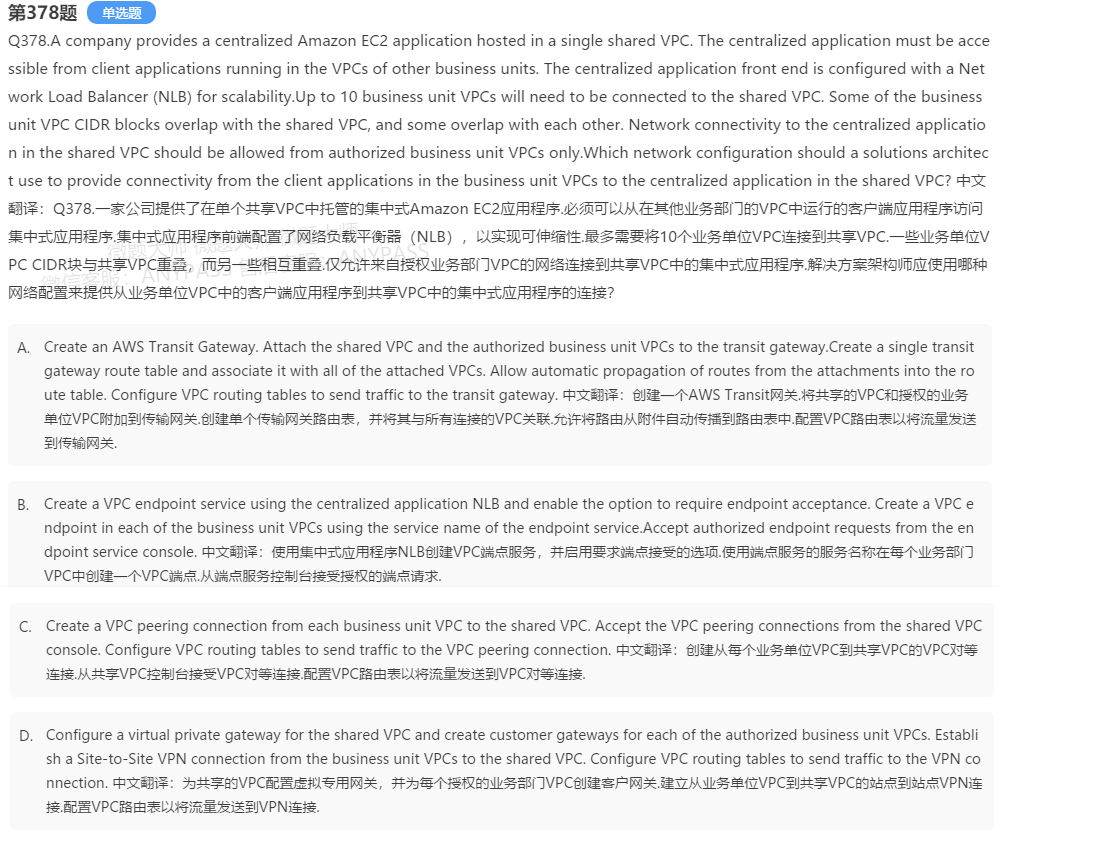 第378题 单选题
Q378.A company provides a centralized Amazon EC2 application hosted in a single shared VPC. The centralized application must be acce
ssible from client applications running in the VPCs of other business units. The centralized application front end is configured with a Net
work Load Balancer (NLB) for scalability.Up to 10 business unit VPCs will need to be connected to the shared VPC. Some of the business
unit VPC CIDR blocks overlap with the shared VPC, and some overlap with each other. Network connectivity to the centralized applicatio
n in the shared VPC should be allowed from authorized business unit VPCs only.Which network configuration should a solutions architec
t use to provide connectivity from the client applications in the business unit VPCs to the centralized application in the shared VPC? 中文
翻译：Q378.一家公司提供了在单个共享VPC中托管的集中式Amazon EC2应用程序.必须可以从在其他业务部门的VPC中运行的客户端应用程序访问
集中式应用程序.集中式应用程序前端配置了网络负载平衡器（NLB），以实现可伸缩性.最多需要将10个业务单位VPC连接到共享VPC.一些业务单位V
PC CIDR块与共享VPC重叠，而另一些相互重叠.仅允许来自授权业务部门VPC的网络连接到共享VPC中的集中式应用程序.解决方案架构师应使用哪种
网络配置来提供从业务单位VPC中的客户端应用程序到共享VPC中的集中式应用程序的连接？
A. Create an AWS Transit Gateway. Attach the shared VPC and the authorized business unit VPCs to the transit gateway.Create a single transit
gateway route table and associate it with all of the attached VPCs. Allow automatic propagation of routes from the attachments into the ro
ute table. Configure VPC routing tables to send traffic to the transit gateway. 中文翻译：创建一个AWS Transit网关.将共享的VPC和授权的业务
单位VPC附加到传输网关.创建单个传输网关路由表，并将其与所有连接的VPC关联.允许将路由从附件自动传播到路由表中.配置VPC路由表以将流量发送
到传输网关.
B. Create a VPC endpoint service using the centralized application NLB and enable the option to require endpoint acceptance. Create a VPC e
ndpoint in each of the business unit VPCs using the service name of the endpoint service.Accept authorized endpoint requests from the en
dpoint service console. 中文翻译：使用集中式应用程序NLB创建VPC端点服务，并启用要求端点接受的选项.使用端点服务的服务名称在每个业务部门
VPC中创建一个VPC端点.从端点服务控制台接受授权的端点请求.
C. Create a VPC peering connection from each business unit VPC to the shared VPC. Accept the VPC peering connections from the shared VPC
console. Configure VPC routing tables to send traffic to the VPC peering connection. 中文翻译：创建从每个业务单位VPC到共享VPC的VPC对等
连接.从共享VPC控制台接受VPC对等连接.配置VPC路由表以将流量发送到VPC对等连接.
D. Configure a virtual private gateway for the shared VPC and create customer gateways for each of the authorized business unit VPCs. Establi
sh a Site-to-Site VPN connection from the business unit VPCs to the shared VPC. Configure VPC routing tables to send traffic to the VPN co
nnection. 中文翻译：为共享的VPC配置虚拟专用网关，并为每个授权的业务部门VPC创建客户网关.建立从业务单位VPC到共享VPC的站点到站点VPN连
接.配置VPC路由表以将流量发送到VPN连接.